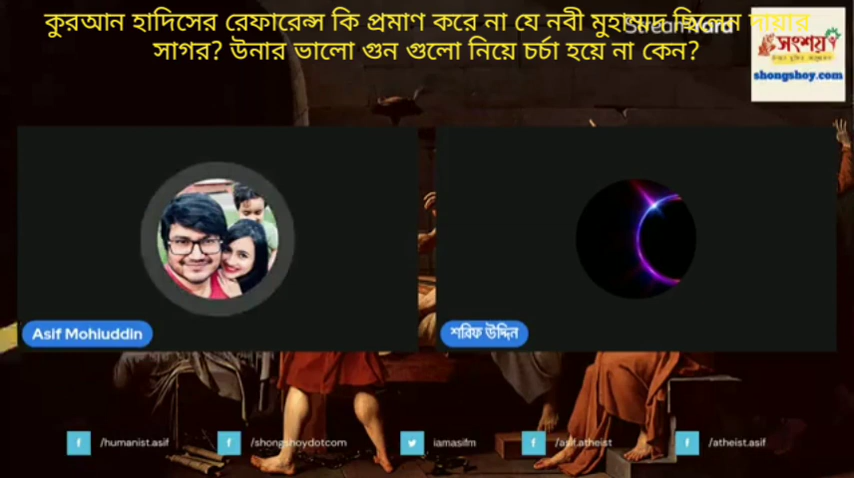 কুরআন হাদিসের রেফারেন্স কি প্রমাণ করে না যে নবী মুহাম্মদ ছিলেন দায়ার
সাগর? উনার ভালো গুন গুলো নিয়ে চর্চা হয়ে না কেন?
StreamYard
সংশয়
shongshoy.com
Asif Mohiuddin
শরিফ উদ্দিন
/humanist.asif
/shongshoydotcom
iamasifm
/asif.atheist
/atheist.asif